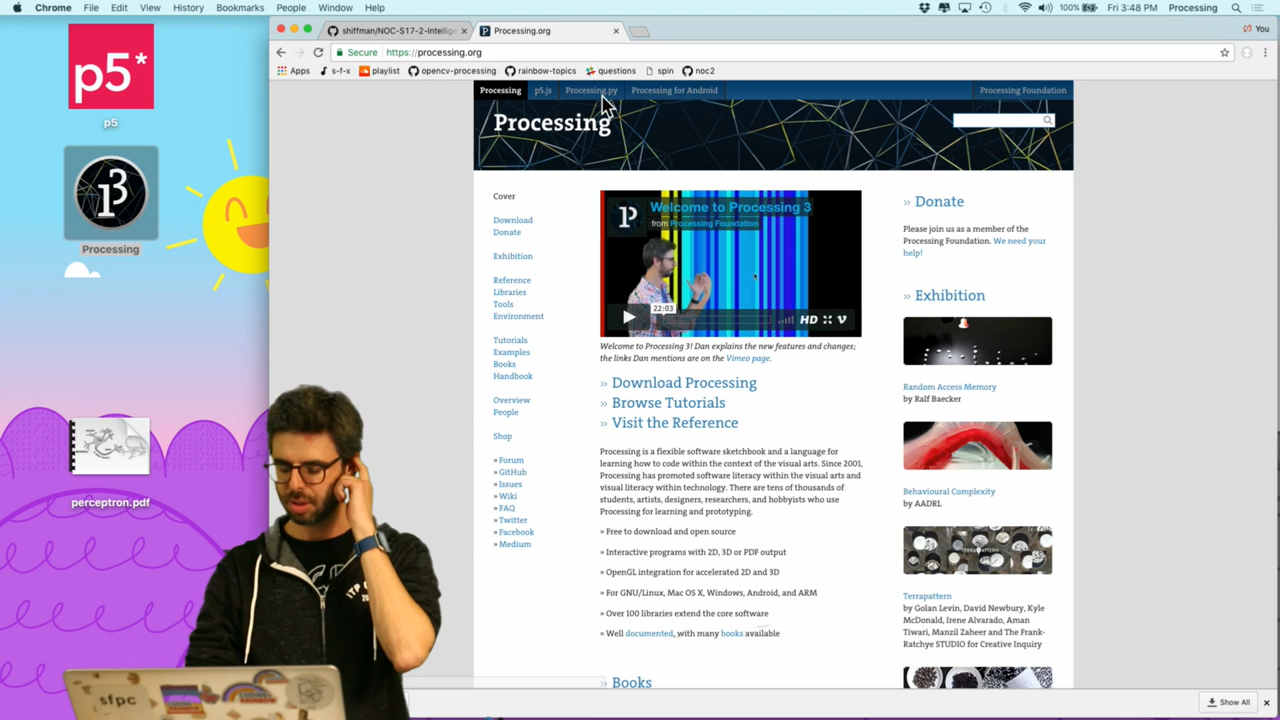 Chrome File Edit View History Bookmarks People Window Help
100% Fri 3:48 PM Processing
shiffman/NOC-S17-2-Intellige
Processing.org
You
Secure https://processing.org
Apps s-f-x playlist opencv-processing rainbow-topics questions spin noc2
Processing p5.js Processing.py Processing for Android Processing Foundation
Processing
p5*
p5
Processing
perceptron.pdf
Cover
Download
Donate
Exhibition
Reference
Libraries
Tools
Environment
Tutorials
Examples
Books
Handbook
Overview
People
Shop
» Forum
» GitHub
» Issues
» Wiki
» FAQ
» Twitter
» Facebook
» Medium
Welcome to Processing 3
from Processing Foundation
22:03
HD
Welcome to Processing 3! Dan explains the new features and changes;
the links Dan mentions are on the Vimeo page.
» Download Processing
» Browse Tutorials
» Visit the Reference
Processing is a flexible software sketchbook and a language for
learning how to code within the context of the visual arts. Since 2001,
Processing has promoted software literacy within the visual arts and
visual literacy within technology. There are tens of thousands of
students, artists, designers, researchers, and hobbyists who use
Processing for learning and prototyping.
» Free to download and open source
» Interactive programs with 2D, 3D or PDF output
» OpenGL integration for accelerated 2D and 3D
» For GNU/Linux, Mac OS X, Windows, Android, and ARM
» Over 100 libraries extend the core software
» Well documented, with many books available
» Books
» Donate
Please join us as a member of the
Processing Foundation. We need your
help!
» Exhibition
Random Access Memory
by Ralf Baecker
Behavioural Complexity
by AADRL
TERRAPATTERN
Terrapattern
by Golan Levin, David Newbury, Kyle
McDonald, Irene Alvarado, Aman
Tiwari, Manzil Zaheer and The Frank-
Ratchye STUDIO for Creative Inquiry
Show All
sfpc